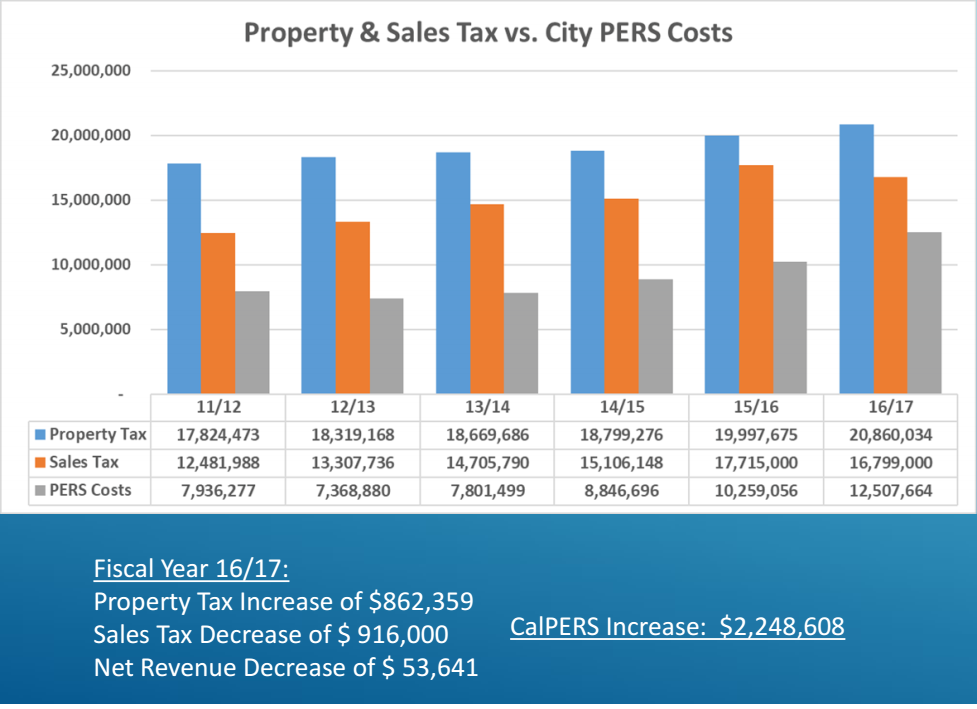 Property & Sales Tax vs. City PERS Costs
25,000,000
20,000,000
15,000,000
10,000,000
5,000,000
-
11/12 12/13 13/14 14/15 15/16 16/17
Property Tax 17,824,473 18,319,168 18,669,686 18,799,276 19,997,675 20,860,034
Sales Tax 12,481,988 13,307,736 14,705,790 15,106,148 17,715,000 16,799,000
PERS Costs 7,936,277 7,368,880 7,801,499 8,846,696 10,259,056 12,507,664
Fiscal Year 16/17:
Property Tax Increase of $862,359
Sales Tax Decrease of $ 916,000
Net Revenue Decrease of $ 53,641
CalPERS Increase: $2,248,608